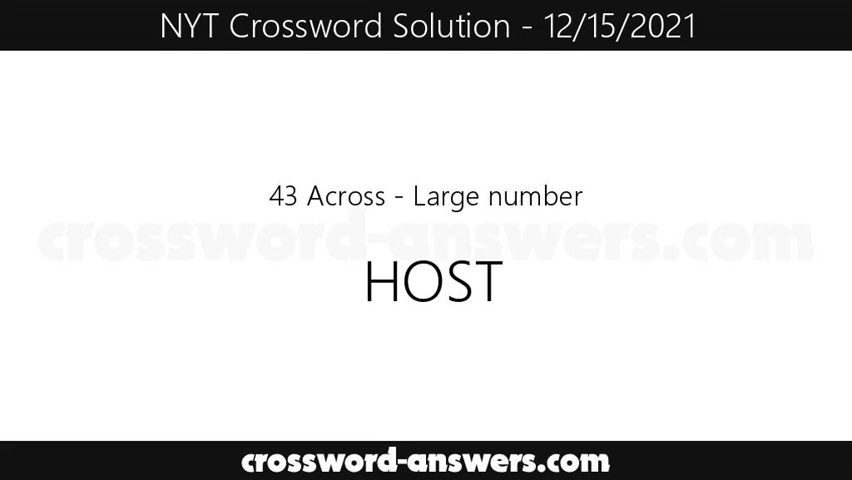 NYT Crossword Solution - 12/15/2021
43 Across - Large number
crossword-answers.com
HOST
crossword-answers.com